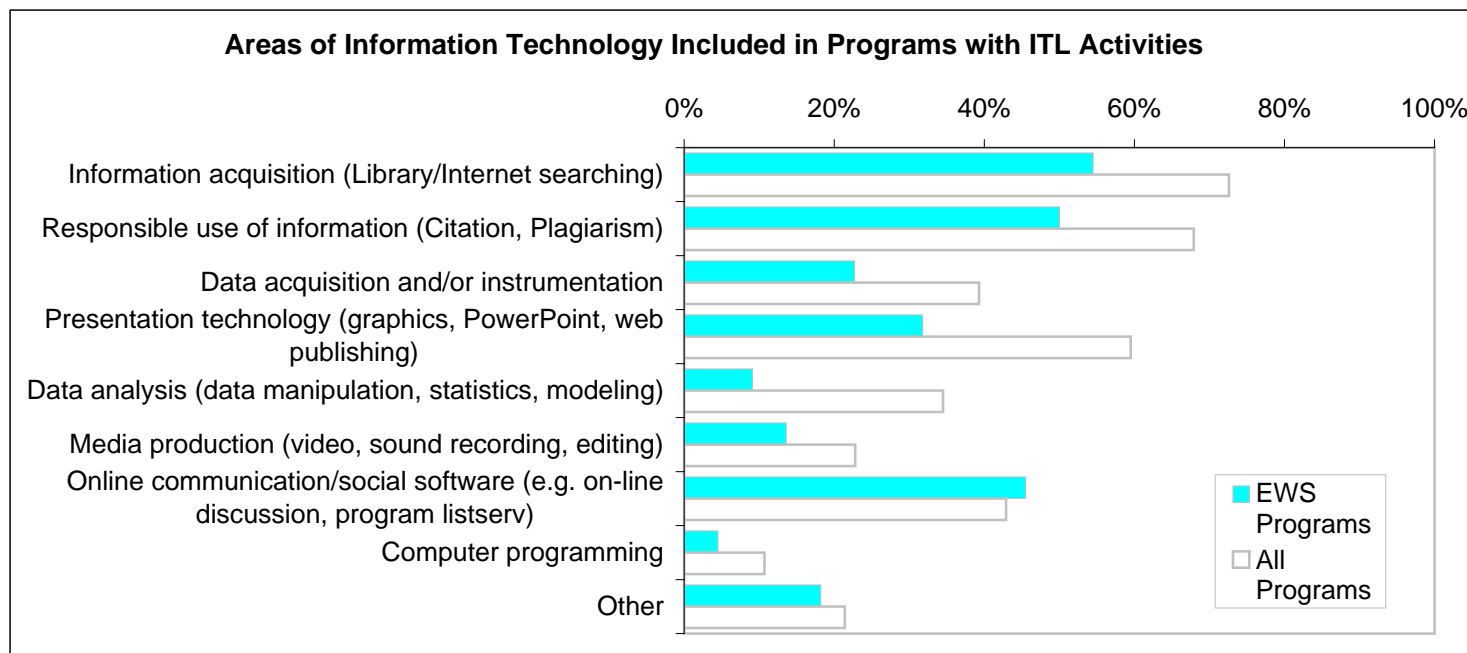 Areas of Information Technology Included in Programs with ITL Activities
0% 20% 40% 60% 80% 100%
Information acquisition (Library/Internet searching)
Responsible use of information (Citation, Plagiarism)
Data acquisition and/or instrumentation
Presentation technology (graphics, PowerPoint, web
publishing)
Data analysis (data manipulation, statistics, modeling)
Media production (video, sound recording, editing)
Online communication/social software (e.g. on-line
discussion, program listserv)
Computer programming
Other
EWS
Programs
All
Programs